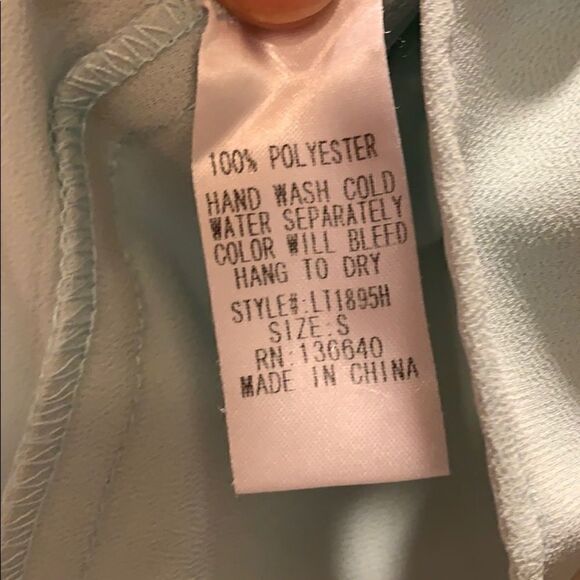 100% POLYESTER
HAND WASH COLD
WATER SEPARATELY
COLOR WILL BLEED
HANG TO DRY
STYLE#:LT1895H
SIZE:S
RN:136640
MADE IN CHINA